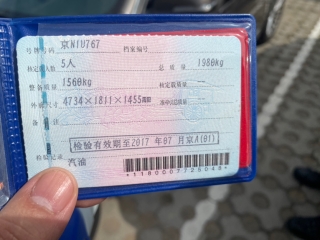 号牌号码 京N1U767 档案编号
核定载人数 5人 总质量 1980kg
整备质量 1560kg 核定载质量 —
外廓尺寸 4734×1811×1455mm 准牵引总质量 —
备注
检验有效期至2017年07月京A(01)
检验记录
汽油